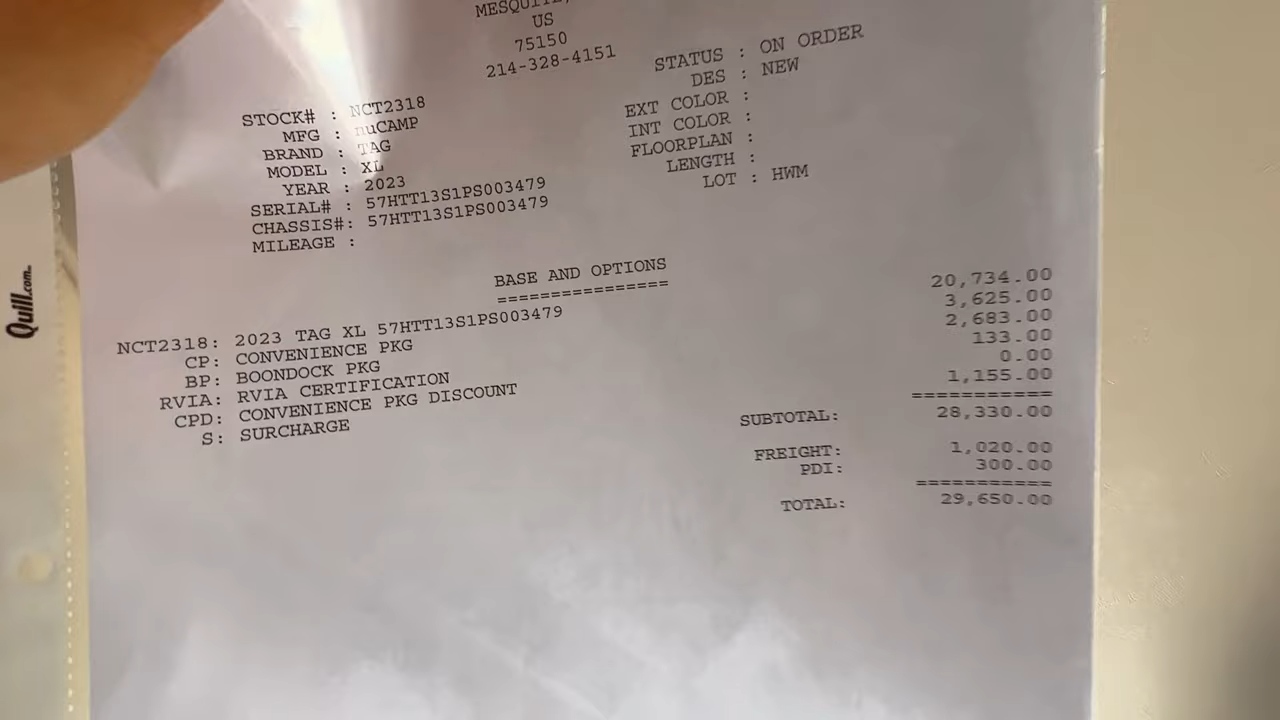 MESQUITE,
US
75150
214-328-4151
STATUS : ON ORDER
DES : NEW
EXT COLOR :
INT COLOR :
FLOORPLAN :
LENGTH :
LOT : HWM
STOCK# : NCT2318
MFG : nuCAMP
BRAND : TAG
MODEL : XL
YEAR : 2023
SERIAL# : 57HTT13S1PS003479
CHASSIS#: 57HTT13S1PS003479
MILEAGE :
BASE AND OPTIONS
================
NCT2318: 2023 TAG XL 57HTT13S1PS003479 20,734.00
CP: CONVENIENCE PKG 3,625.00
BP: BOONDOCK PKG 2,683.00
RVIA: RVIA CERTIFICATION 133.00
CPD: CONVENIENCE PKG DISCOUNT 0.00
S: SURCHARGE 1,155.00
===========
SUBTOTAL: 28,330.00
FREIGHT: 1,020.00
PDI: 300.00
===========
TOTAL: 29,650.00
Quill.com